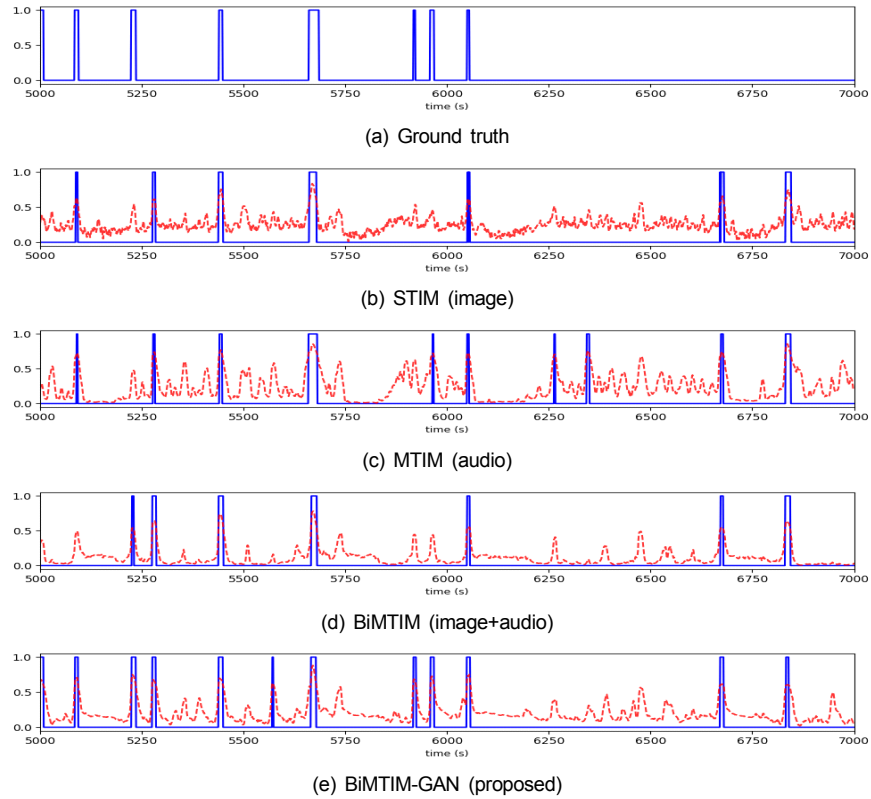 1.0
0.5
0.0
5000 5250 5500 5750 6000 6250 6500 6750 7000
time (s)
(a) Ground truth
1.0
0.5
0.0
5000 5250 5500 5750 6000 6250 6500 6750 7000
time (s)
(b) STIM (image)
1.0
0.5
0.0
5000 5250 5500 5750 6000 6250 6500 6750 7000
time (s)
(c) MTIM (audio)
1.0
0.5
0.0
5000 5250 5500 5750 6000 6250 6500 6750 7000
time (s)
(d) BiMTIM (image+audio)
1.0
0.5
0.0
5000 5250 5500 5750 6000 6250 6500 6750 7000
time (s)
(e) BiMTIM-GAN (proposed)